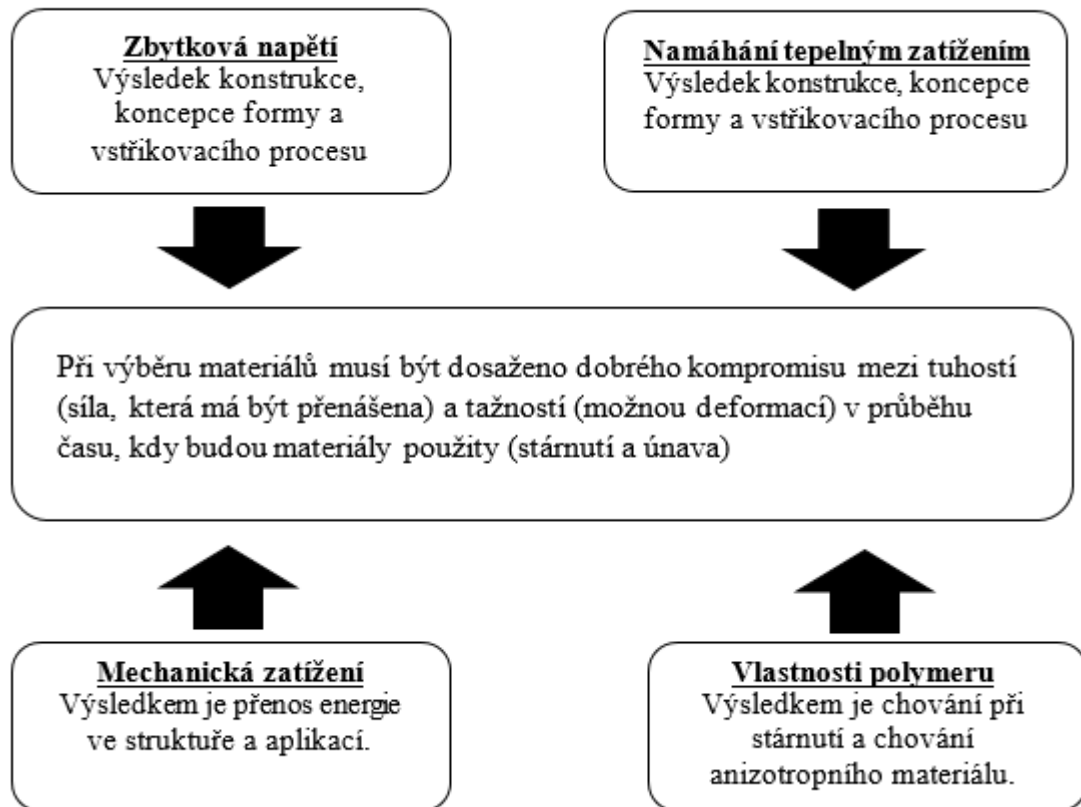 Zbytková napětí
Výsledek konstrukce,
koncepce formy a
vstřikovacího procesu
Namáhání tepelným zatížením
Výsledek konstrukce, koncepce
formy a vstřikovacího procesu
Při výběru materiálů musí být dosaženo dobrého kompromisu mezi tuhostí
(síla, která má být přenášena) a tažností (možnou deformací) v průběhu
času, kdy budou materiály použity (stárnutí a únava)
Mechanická zatížení
Výsledkem je přenos energie
ve struktuře a aplikací.
Vlastnosti polymeru
Výsledkem je chování při
stárnutí a chování
anizotropního materiálu.